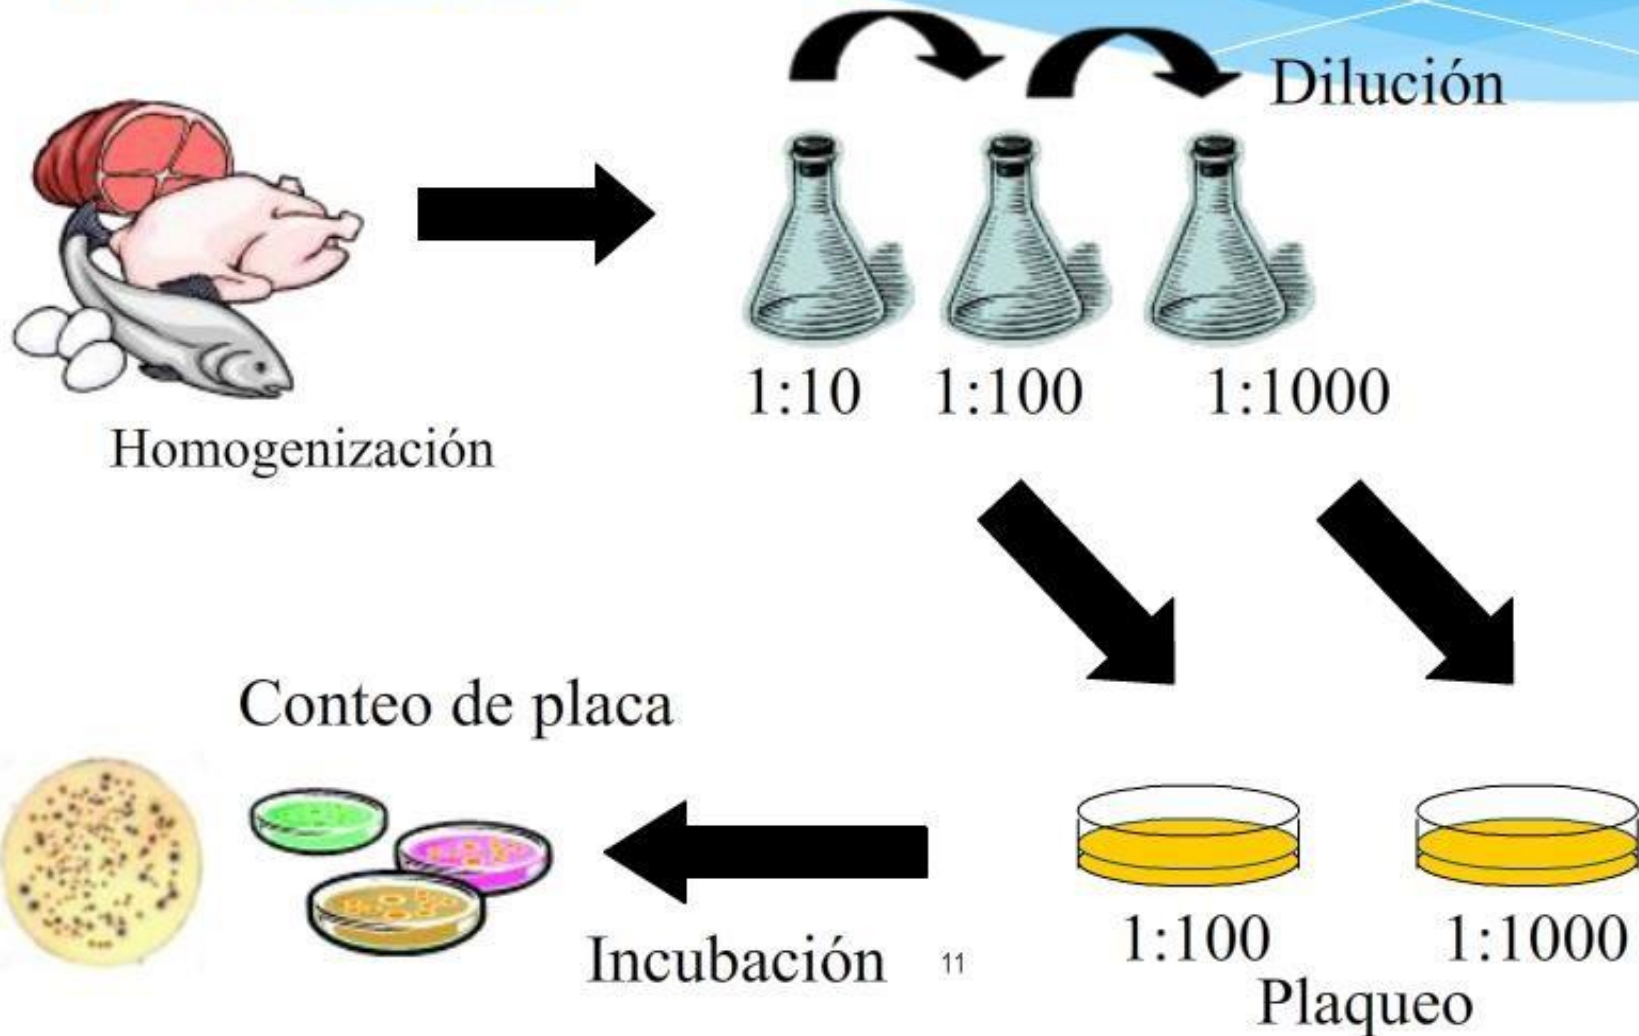 Dilución
1:10 1:100 1:1000
Homogenización
Conteo de placa
1:100 1:1000
Incubación 11
Plaqueo